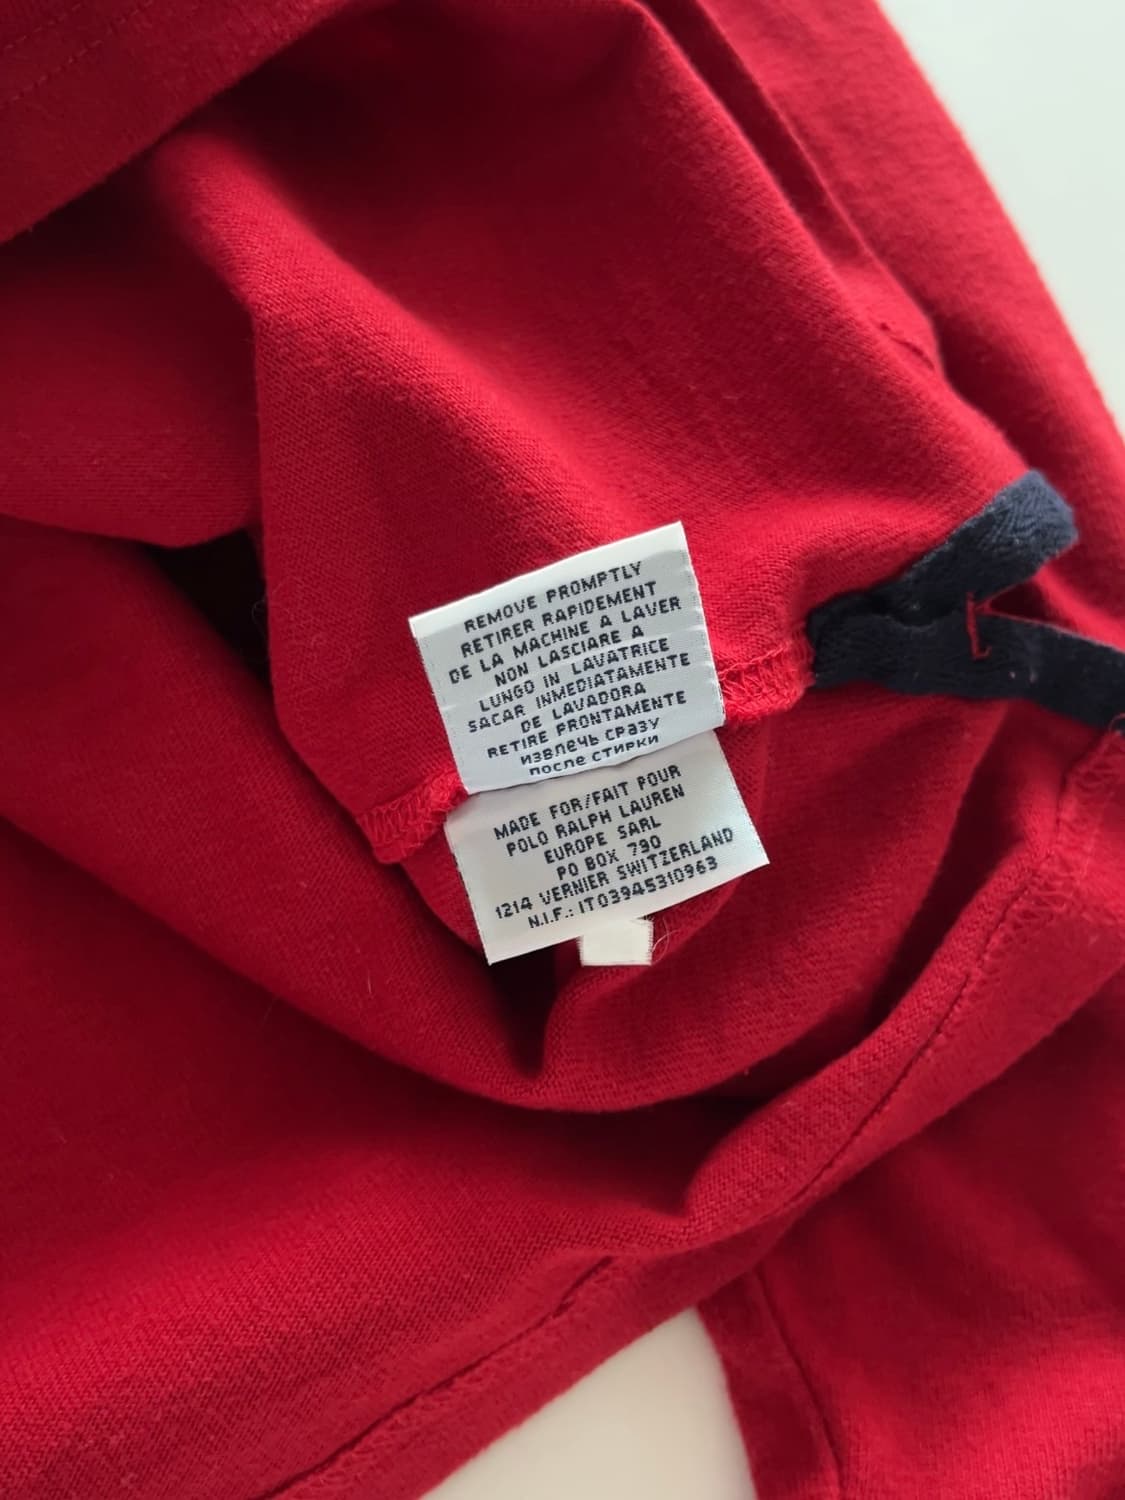 REMOVE PROMPTLY
RETIRER RAPIDEMENT
DE LA MACHINE A LAVER
NON LASCIARE A
LUNGO IN LAVATRICE
SACAR INMEDIATAMENTE
DE LAVADORA
RETIRE PRONTAMENTE
извлечь сразу
после стирки
MADE FOR/FAIT POUR
POLO RALPH LAUREN
EUROPE SARL
PO BOX 790
1214 VERNIER SWITZERLAND
N.I.F.: IT03945310963